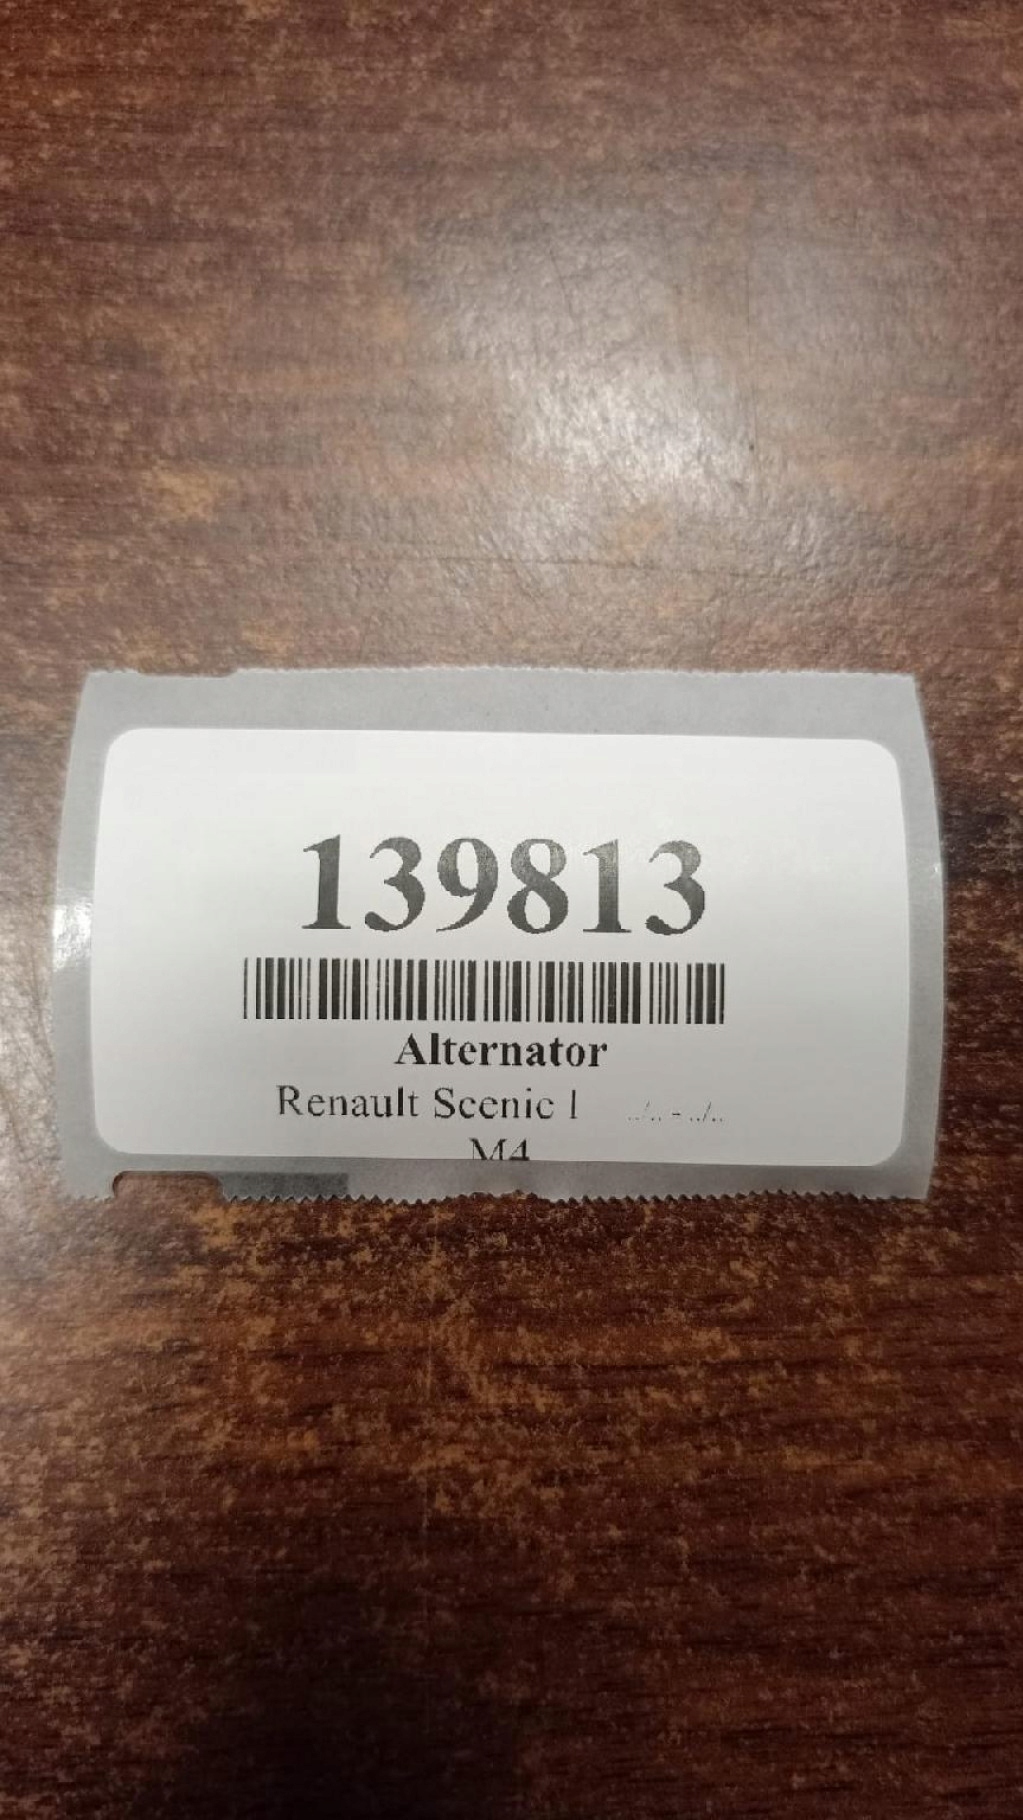 139813
Alternator
Renault Scenic I ../.. - ../..
M4